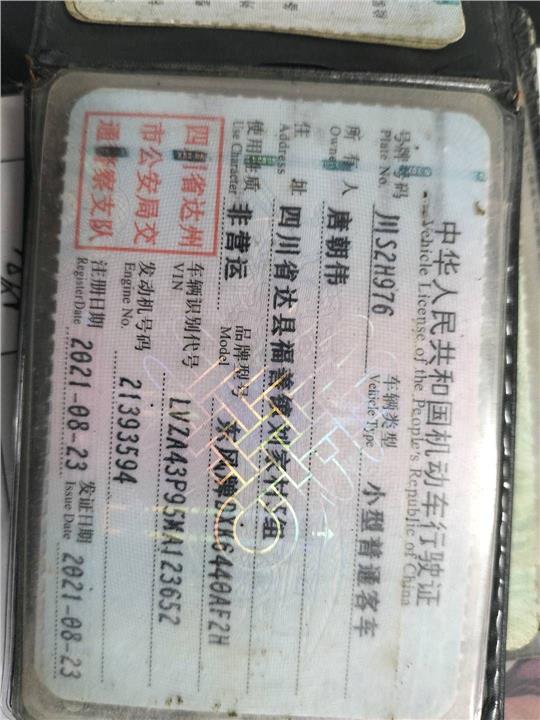 中华人民共和国机动车行驶证
Vehicle License of the People's Republic of China
号牌号码 川S2H976 车辆类型 小型普通客车
Plate No. Vehicle Type
所有人 唐朝伟
Owner
住址 四川省达县福善镇刘家
Address
使用性质 非营运 品牌型号 东风牌
Use Character Model
四川省达州
市公安局交
通警察支队
车辆识别代号 LVZA43P95MA123652
VIN
发动机号码 21393594
Engine No.
注册日期 2021-08-23 发证日期 2021-08-23
Register Date Issue Date